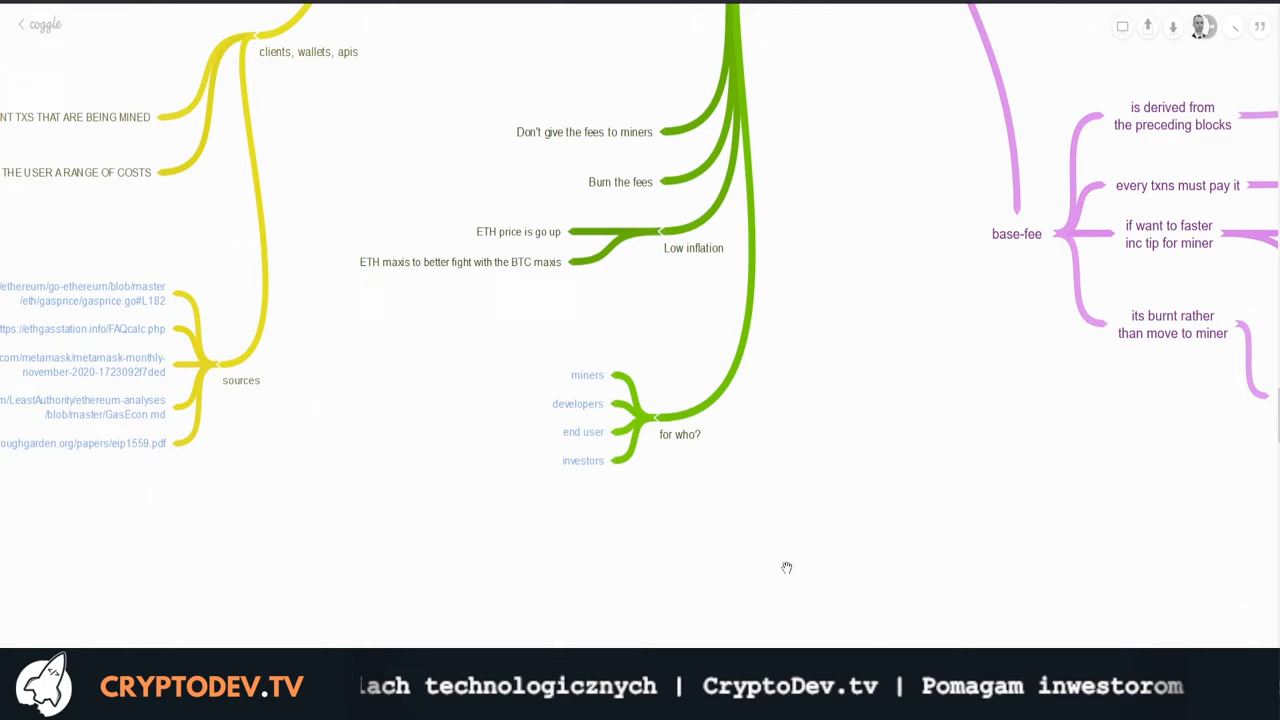 coggle
clients, wallets, apis
NT TXS THAT ARE BEING MINED
THE USER A RANGE OF COSTS
/ethereum/go-ethereum/blob/master
/eth/gasprice/gasprice.go#L182
ttps://ethgasstation.info/FAQcalc.php
com/metamask/metamask-monthly-
november-2020-1723092f7ded
m/LeastAuthority/ethereum-analyses
/blob/master/GasEcon.md
oughgarden.org/papers/eip1559.pdf
sources
Don't give the fees to miners
Burn the fees
ETH price is go up
ETH maxis to better fight with the BTC maxis
Low inflation
miners
developers
end user
investors
for who?
base-fee
is derived from
the preceding blocks
every txns must pay it
if want to faster
inc tip for miner
its burnt rather
than move to miner
CRYPTODEV.TV
lach technologicznych | CryptoDev.tv | Pomagam inwestorom